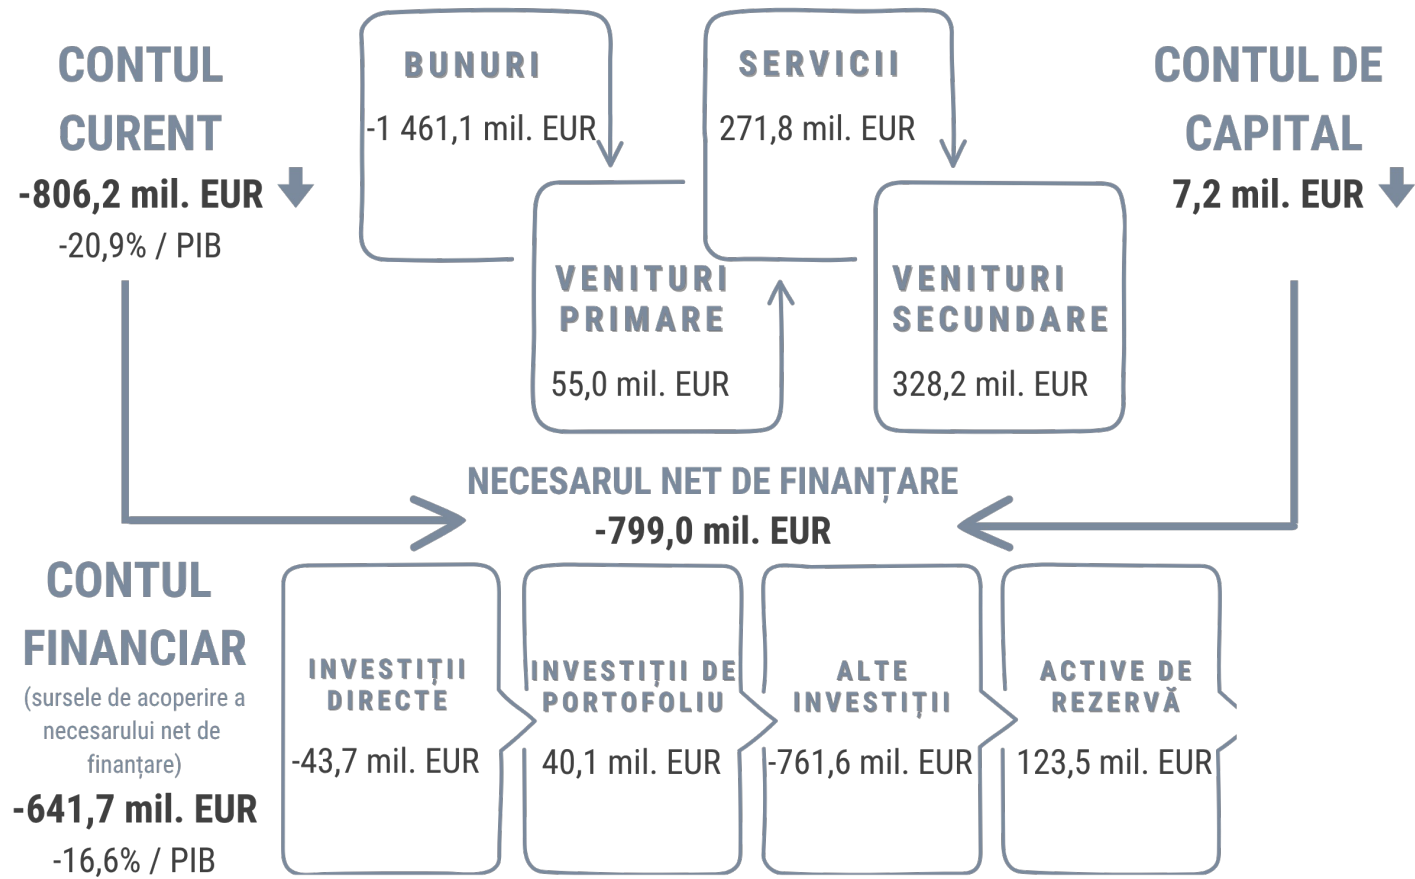 CONTUL
CURENT
-806,2 mil. EUR
-20,9% / PIB
BUNURI
-1 461,1 mil. EUR
SERVICII
271,8 mil. EUR
VENITURI
PRIMARE
55,0 mil. EUR
VENITURI
SECUNDARE
328,2 mil. EUR
CONTUL DE
CAPITAL
7,2 mil. EUR
NECESARUL NET DE FINANȚARE
-799,0 mil. EUR
CONTUL
FINANCIAR
(sursele de acoperire a
necesarului net de
finanțare)
-641,7 mil. EUR
-16,6% / PIB
INVESTIȚII
DIRECTE
-43,7 mil. EUR
INVESTIȚII DE
PORTOFOLIU
40,1 mil. EUR
ALTE
INVESTIȚII
-761,6 mil. EUR
ACTIVE DE
REZERVĂ
123,5 mil. EUR